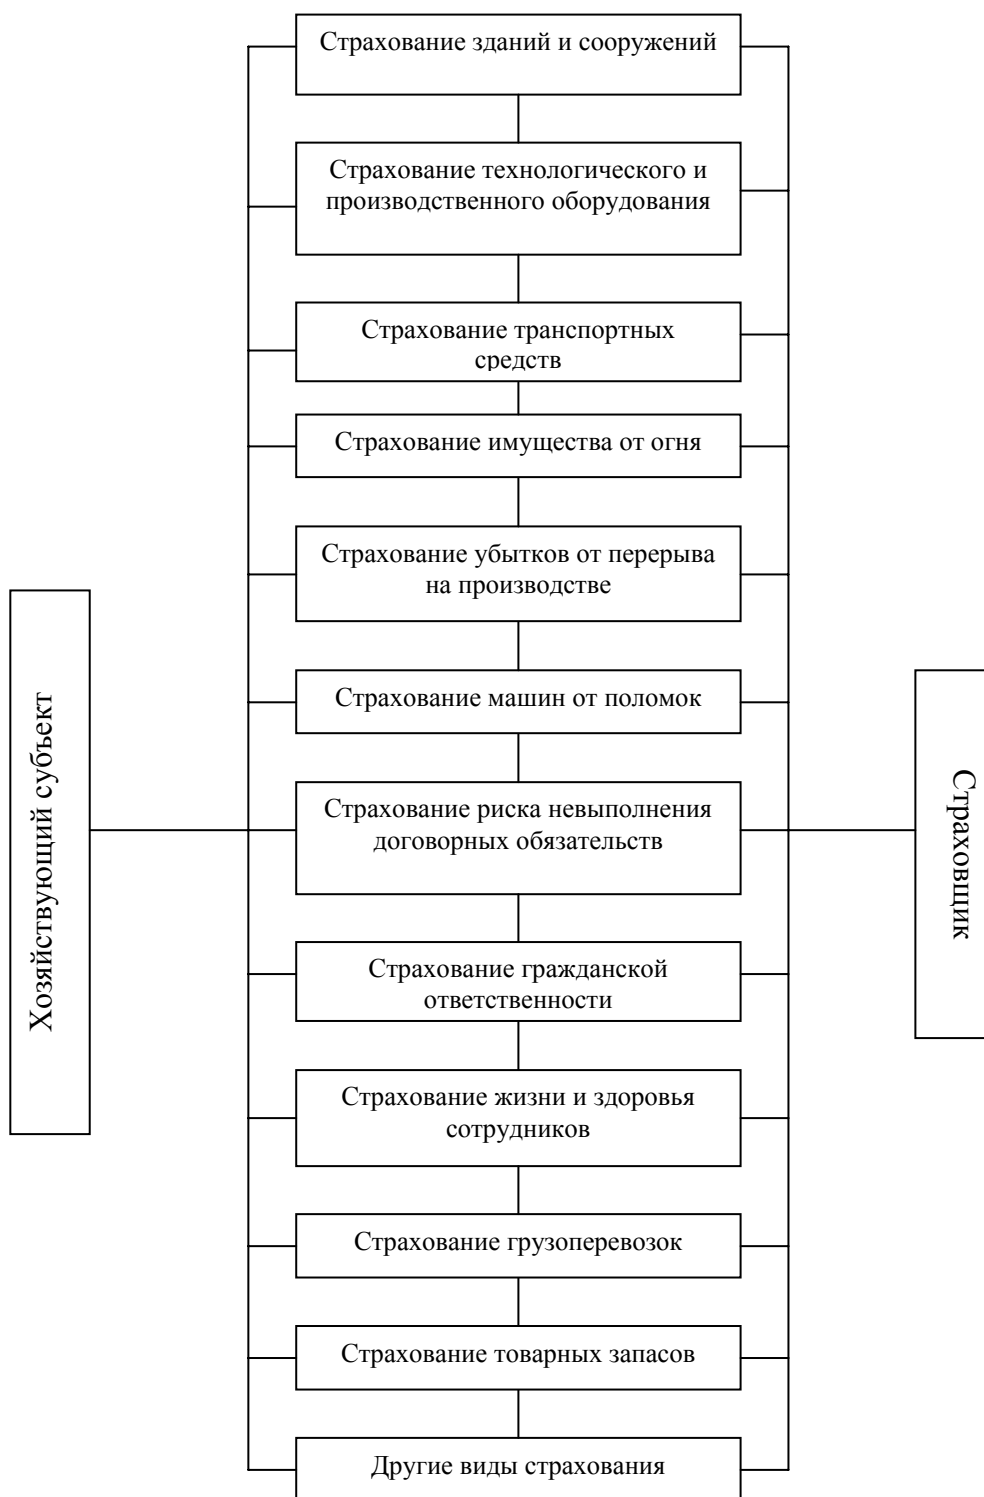 Страхование зданий и сооружений
Страхование технологического и
производственного оборудования
Страхование транспортных
средств
Страхование имущества от огня
Страхование убытков от перерыва
на производстве
Страхование машин от поломок
Страхование риска невыполнения
договорных обязательств
Страхование гражданской
ответственности
Страхование жизни и здоровья
сотрудников
Страхование грузоперевозок
Страхование товарных запасов
Другие виды страхования
Хозяйствующий субъект
Страховщик